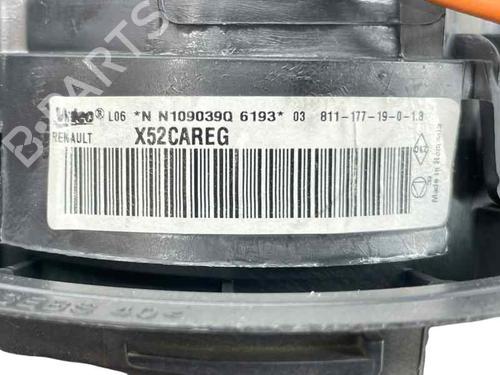 Valeo® L06 *N N109039Q 6193* 03 811-177-19-0-1.8
RENAULT X52CAREG
Made in Romania
B-PARTS